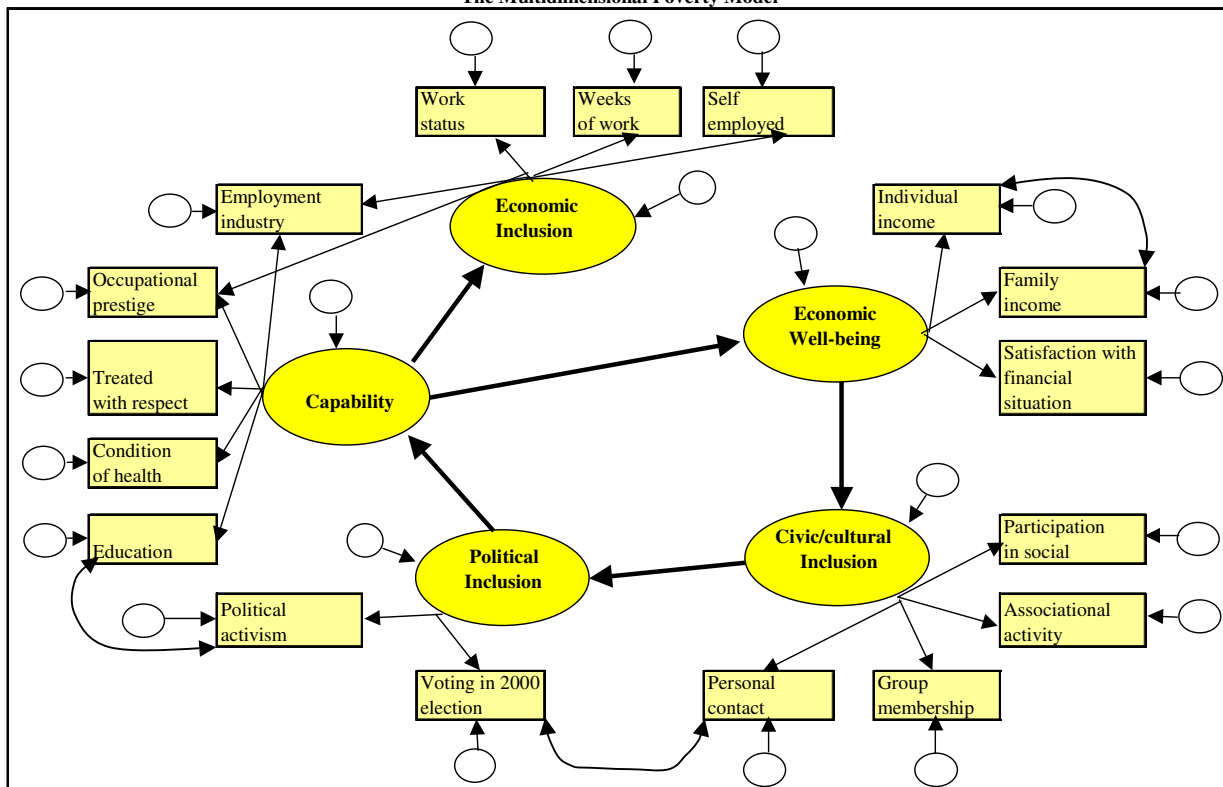 The Multidimensional Poverty Model
Work
status
Weeks
of work
Self
employed
Employment
industry
Economic
Inclusion
Individual
income
Occupational
prestige
Family
income
Economic
Well-being
Treated
with respect
Capability
Satisfaction with
financial
situation
Condition
of health
Education
Political
Inclusion
Civic/cultural
Inclusion
Participation
in social
Political
activism
Associational
activity
Voting in 2000
election
Personal
contact
Group
membership